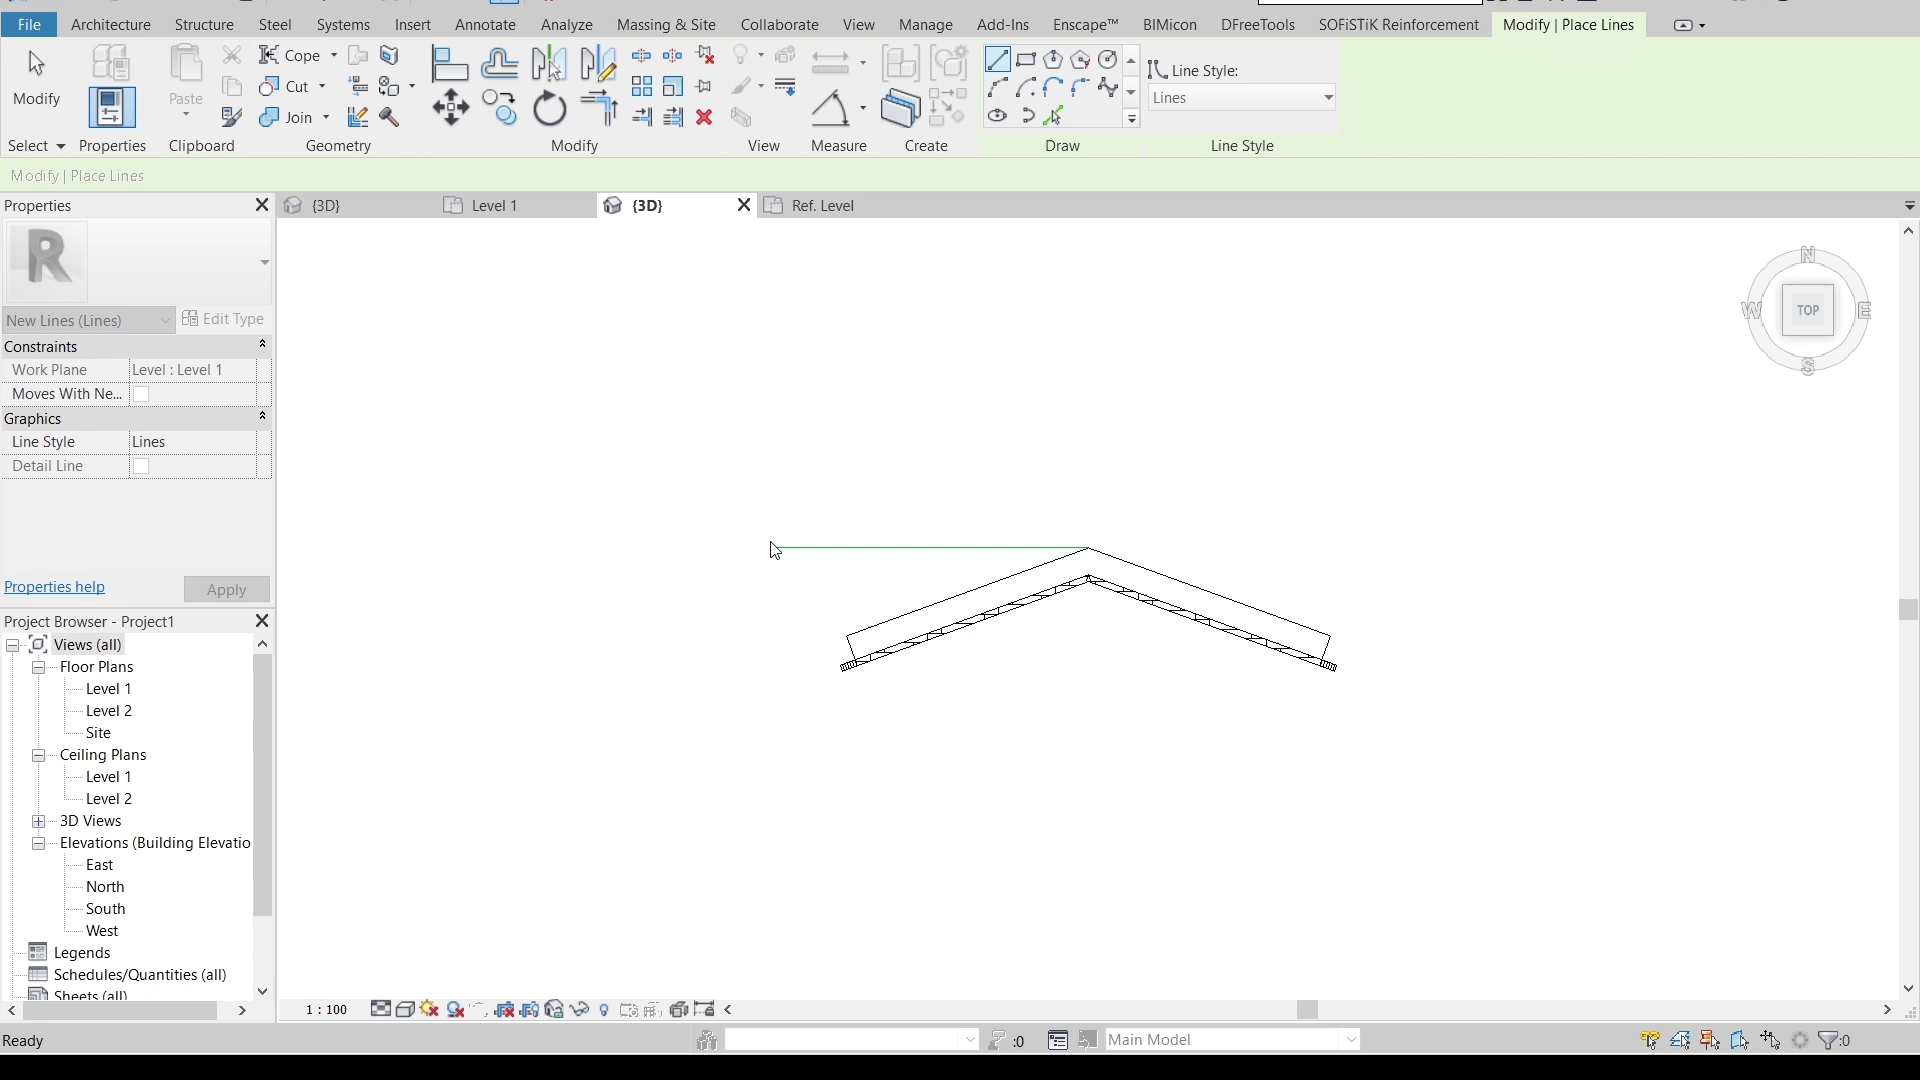 File Architecture Structure Steel Systems Insert Annotate Analyze Massing & Site Collaborate View Manage Add-Ins Enscape™ BIMicon DFreeTools SOFiSTiK Reinforcement Modify | Place Lines
Cope
Line Style:
Modify
Paste
Cut
Lines
Join
Select Properties Clipboard Geometry Modify View Measure Create Draw Line Style
Modify | Place Lines
Properties
{3D}
Level 1
{3D}
Ref. Level
R
New Lines (Lines)
Edit Type
Constraints
Work Plane Level : Level 1
Moves With Ne...
Graphics
Line Style Lines
Detail Line
Properties help
Apply
N
W
TOP
E
S
Project Browser - Project1
Views (all)
Floor Plans
Level 1
Level 2
Site
Ceiling Plans
Level 1
Level 2
3D Views
Elevations (Building Elevatio
East
North
South
West
Legends
Schedules/Quantities (all)
Sheets (all)
1 : 100
Ready
:0
Main Model
:0